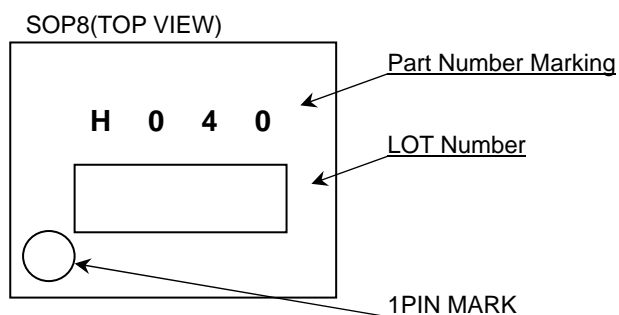 SOP8(TOP VIEW)
Part Number Marking
H 0 4 0
LOT Number
1PIN MARK